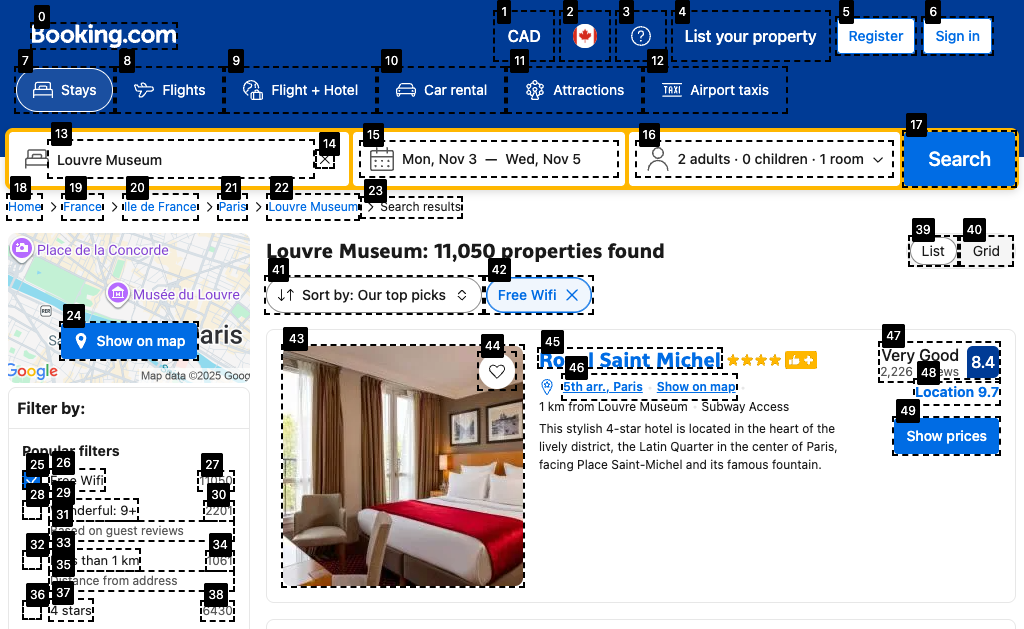 Booking.com
CAD
List your property
Register
Sign in
Stays
Flights
Flight + Hotel
Car rental
Attractions
Airport taxis
Louvre Museum
Mon, Nov 3 — Wed, Nov 5
2 adults · 0 children · 1 room
Search
Home > France > Ile de France > Paris > Louvre Museum > Search results
Place de la Concorde
Musée du Louvre
RER
Paris
Show on map
Google
Map data ©2025 Goog
Louvre Museum: 11,050 properties found
List
Grid
Sort by: Our top picks
Free Wifi
Filter by:
Popular filters
Free Wifi 11050
Wonderful: 9+ 2201
Based on guest reviews
Less than 1 km 1061
Distance from address
4 stars 6430
Royal Saint Michel
5th arr., Paris · Show on map
1 km from Louvre Museum · Subway Access
This stylish 4-star hotel is located in the heart of the
lively district, the Latin Quarter in the center of Paris,
facing Place Saint-Michel and its famous fountain.
Very Good
2,226 reviews
8.4
Location 9.7
Show prices
0
1
2
3
4
5
6
7
8
9
10
11
12
13
14
15
16
17
18
19
20
21
22
23
24
25
26
27
28
29
30
31
32
33
34
35
36
37
38
39
40
41
42
43
44
45
46
47
48
49